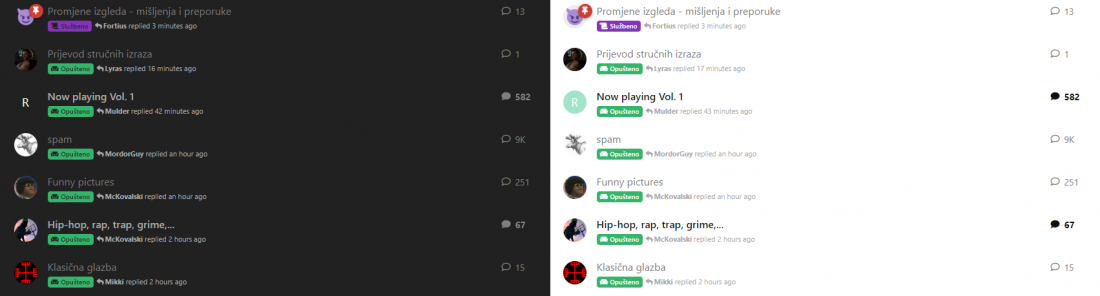 Promjene izgleda - mišljenja i preporuke 13
Službeno Fortius replied 3 minutes ago
Prijevod stručnih izraza 1
Opušteno Lyras replied 16 minutes ago
R Now playing Vol. 1 582
Opušteno Mulder replied 42 minutes ago
spam 9K
Opušteno MordorGuy replied an hour ago
Funny pictures 251
Opušteno McKovalski replied an hour ago
Hip-hop, rap, trap, grime,... 67
Opušteno McKovalski replied 2 hours ago
Klasična glazba 15
Opušteno Mikki replied 2 hours ago
Promjene izgleda - mišljenja i preporuke 13
Službeno Fortius replied 3 minutes ago
Prijevod stručnih izraza 1
Opušteno Lyras replied 17 minutes ago
R Now playing Vol. 1 582
Opušteno Mulder replied 43 minutes ago
spam 9K
Opušteno MordorGuy replied an hour ago
Funny pictures 251
Opušteno McKovalski replied an hour ago
Hip-hop, rap, trap, grime,... 67
Opušteno McKovalski replied 2 hours ago
Klasična glazba 15
Opušteno Mikki replied 2 hours ago